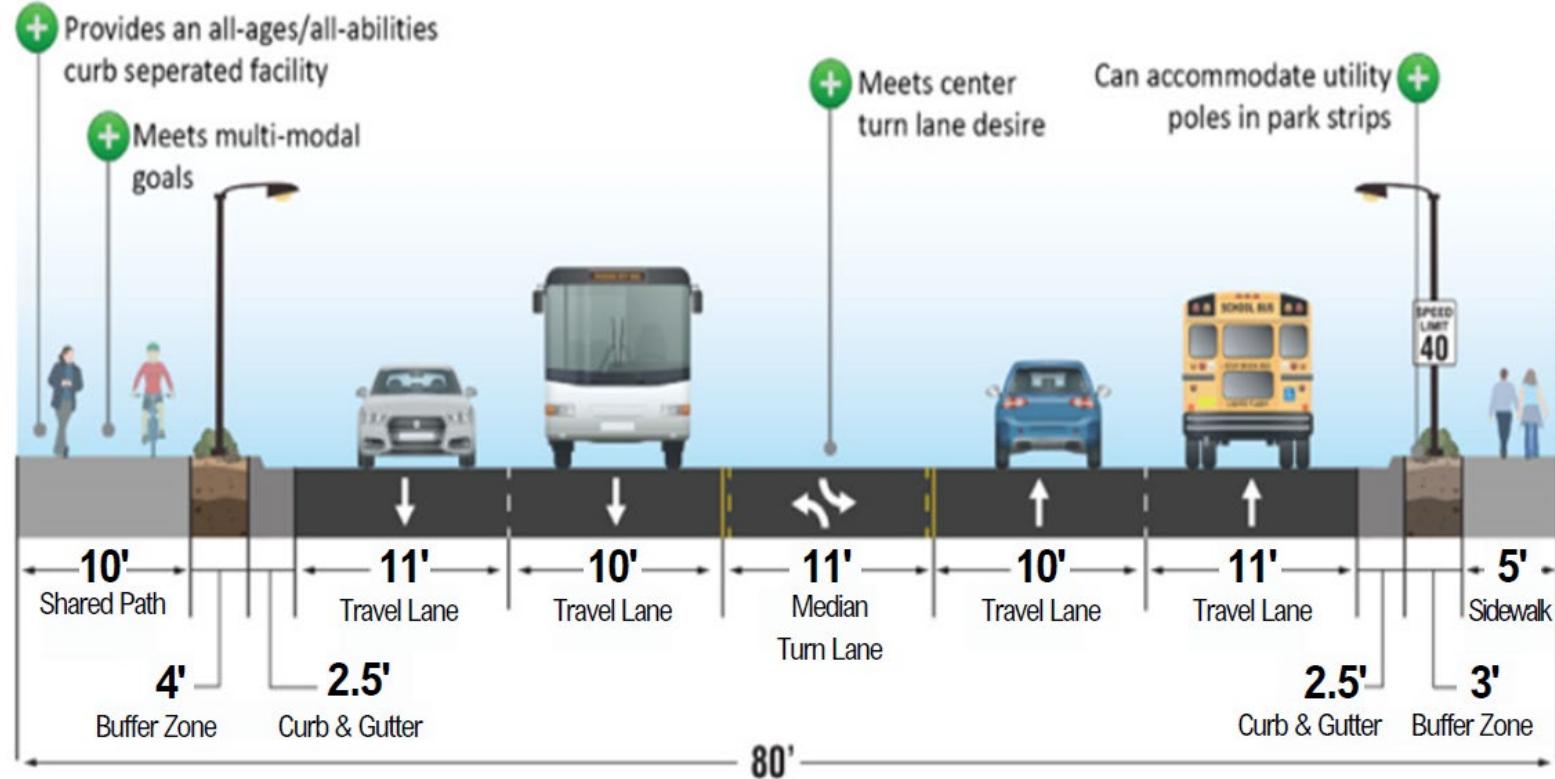 Provides an all-ages/all-abilities
curb seperated facility
Meets multi-modal
goals
Meets center
turn lane desire
Can accommodate utility
poles in park strips
SCHOOL BUS
SPEED
LIMIT
40
10'
Shared Path
11'
Travel Lane
10'
Travel Lane
11'
Median
Turn Lane
10'
Travel Lane
11'
Travel Lane
5'
Sidewalk
4'
Buffer Zone
2.5'
Curb & Gutter
2.5'
Curb & Gutter
3'
Buffer Zone
80'